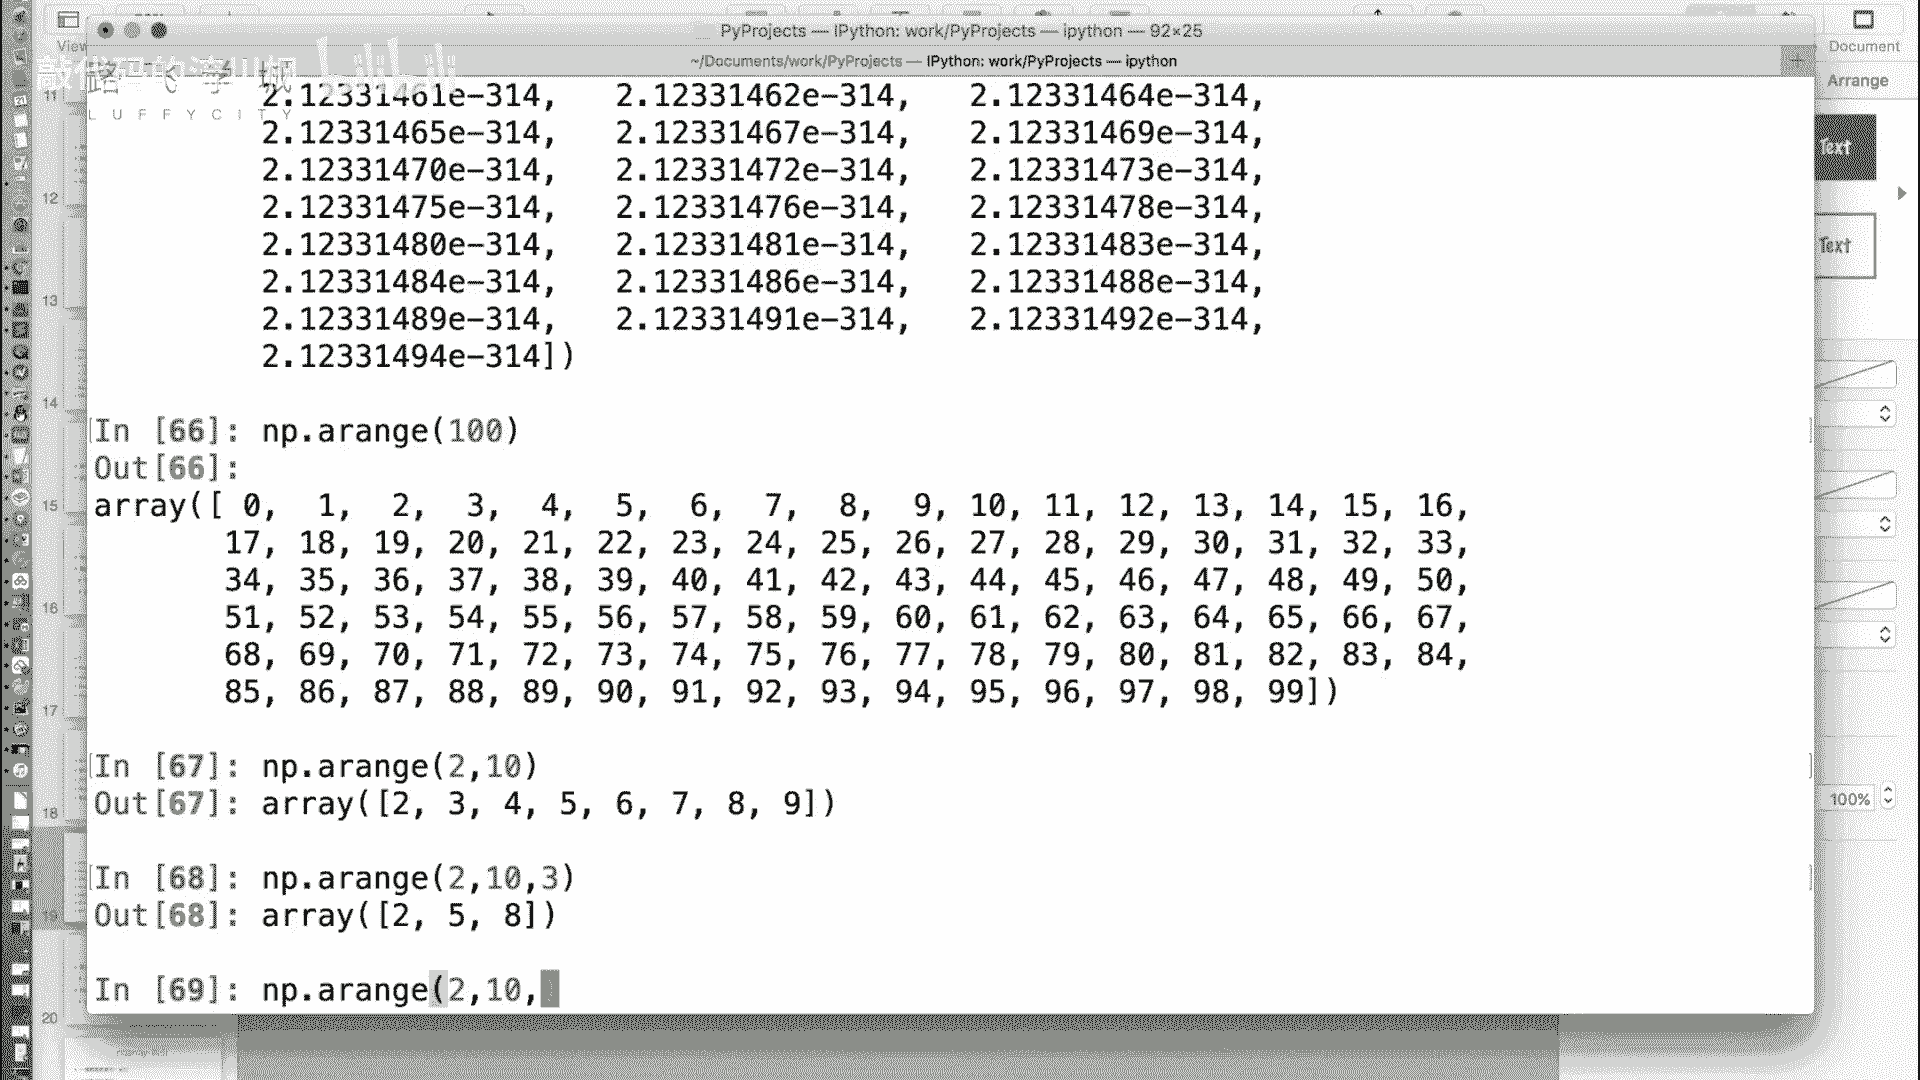 PyProjects — IPython: work/PyProjects — ipython — 92×25
~/Documents/work/PyProjects — IPython: work/PyProjects — ipython
View
Document
Arrange
敲代码的
路飞学城
LUFFYCITY
2.12331461e-314, 2.12331462e-314, 2.12331464e-314,
2.12331465e-314, 2.12331467e-314, 2.12331469e-314,
2.12331470e-314, 2.12331472e-314, 2.12331473e-314,
2.12331475e-314, 2.12331476e-314, 2.12331478e-314,
2.12331480e-314, 2.12331481e-314, 2.12331483e-314,
2.12331484e-314, 2.12331486e-314, 2.12331488e-314,
2.12331489e-314, 2.12331491e-314, 2.12331492e-314,
2.12331494e-314])
In [66]: np.arange(100)
Out[66]:
array([ 0, 1, 2, 3, 4, 5, 6, 7, 8, 9, 10, 11, 12, 13, 14, 15, 16,
17, 18, 19, 20, 21, 22, 23, 24, 25, 26, 27, 28, 29, 30, 31, 32, 33,
34, 35, 36, 37, 38, 39, 40, 41, 42, 43, 44, 45, 46, 47, 48, 49, 50,
51, 52, 53, 54, 55, 56, 57, 58, 59, 60, 61, 62, 63, 64, 65, 66, 67,
68, 69, 70, 71, 72, 73, 74, 75, 76, 77, 78, 79, 80, 81, 82, 83, 84,
85, 86, 87, 88, 89, 90, 91, 92, 93, 94, 95, 96, 97, 98, 99])
In [67]: np.arange(2,10)
Out[67]: array([2, 3, 4, 5, 6, 7, 8, 9])
In [68]: np.arange(2,10,3)
Out[68]: array([2, 5, 8])
In [69]: np.arange(2,10,
11
12
13
14
15
16
17
18
19
20
Text
Text
100%